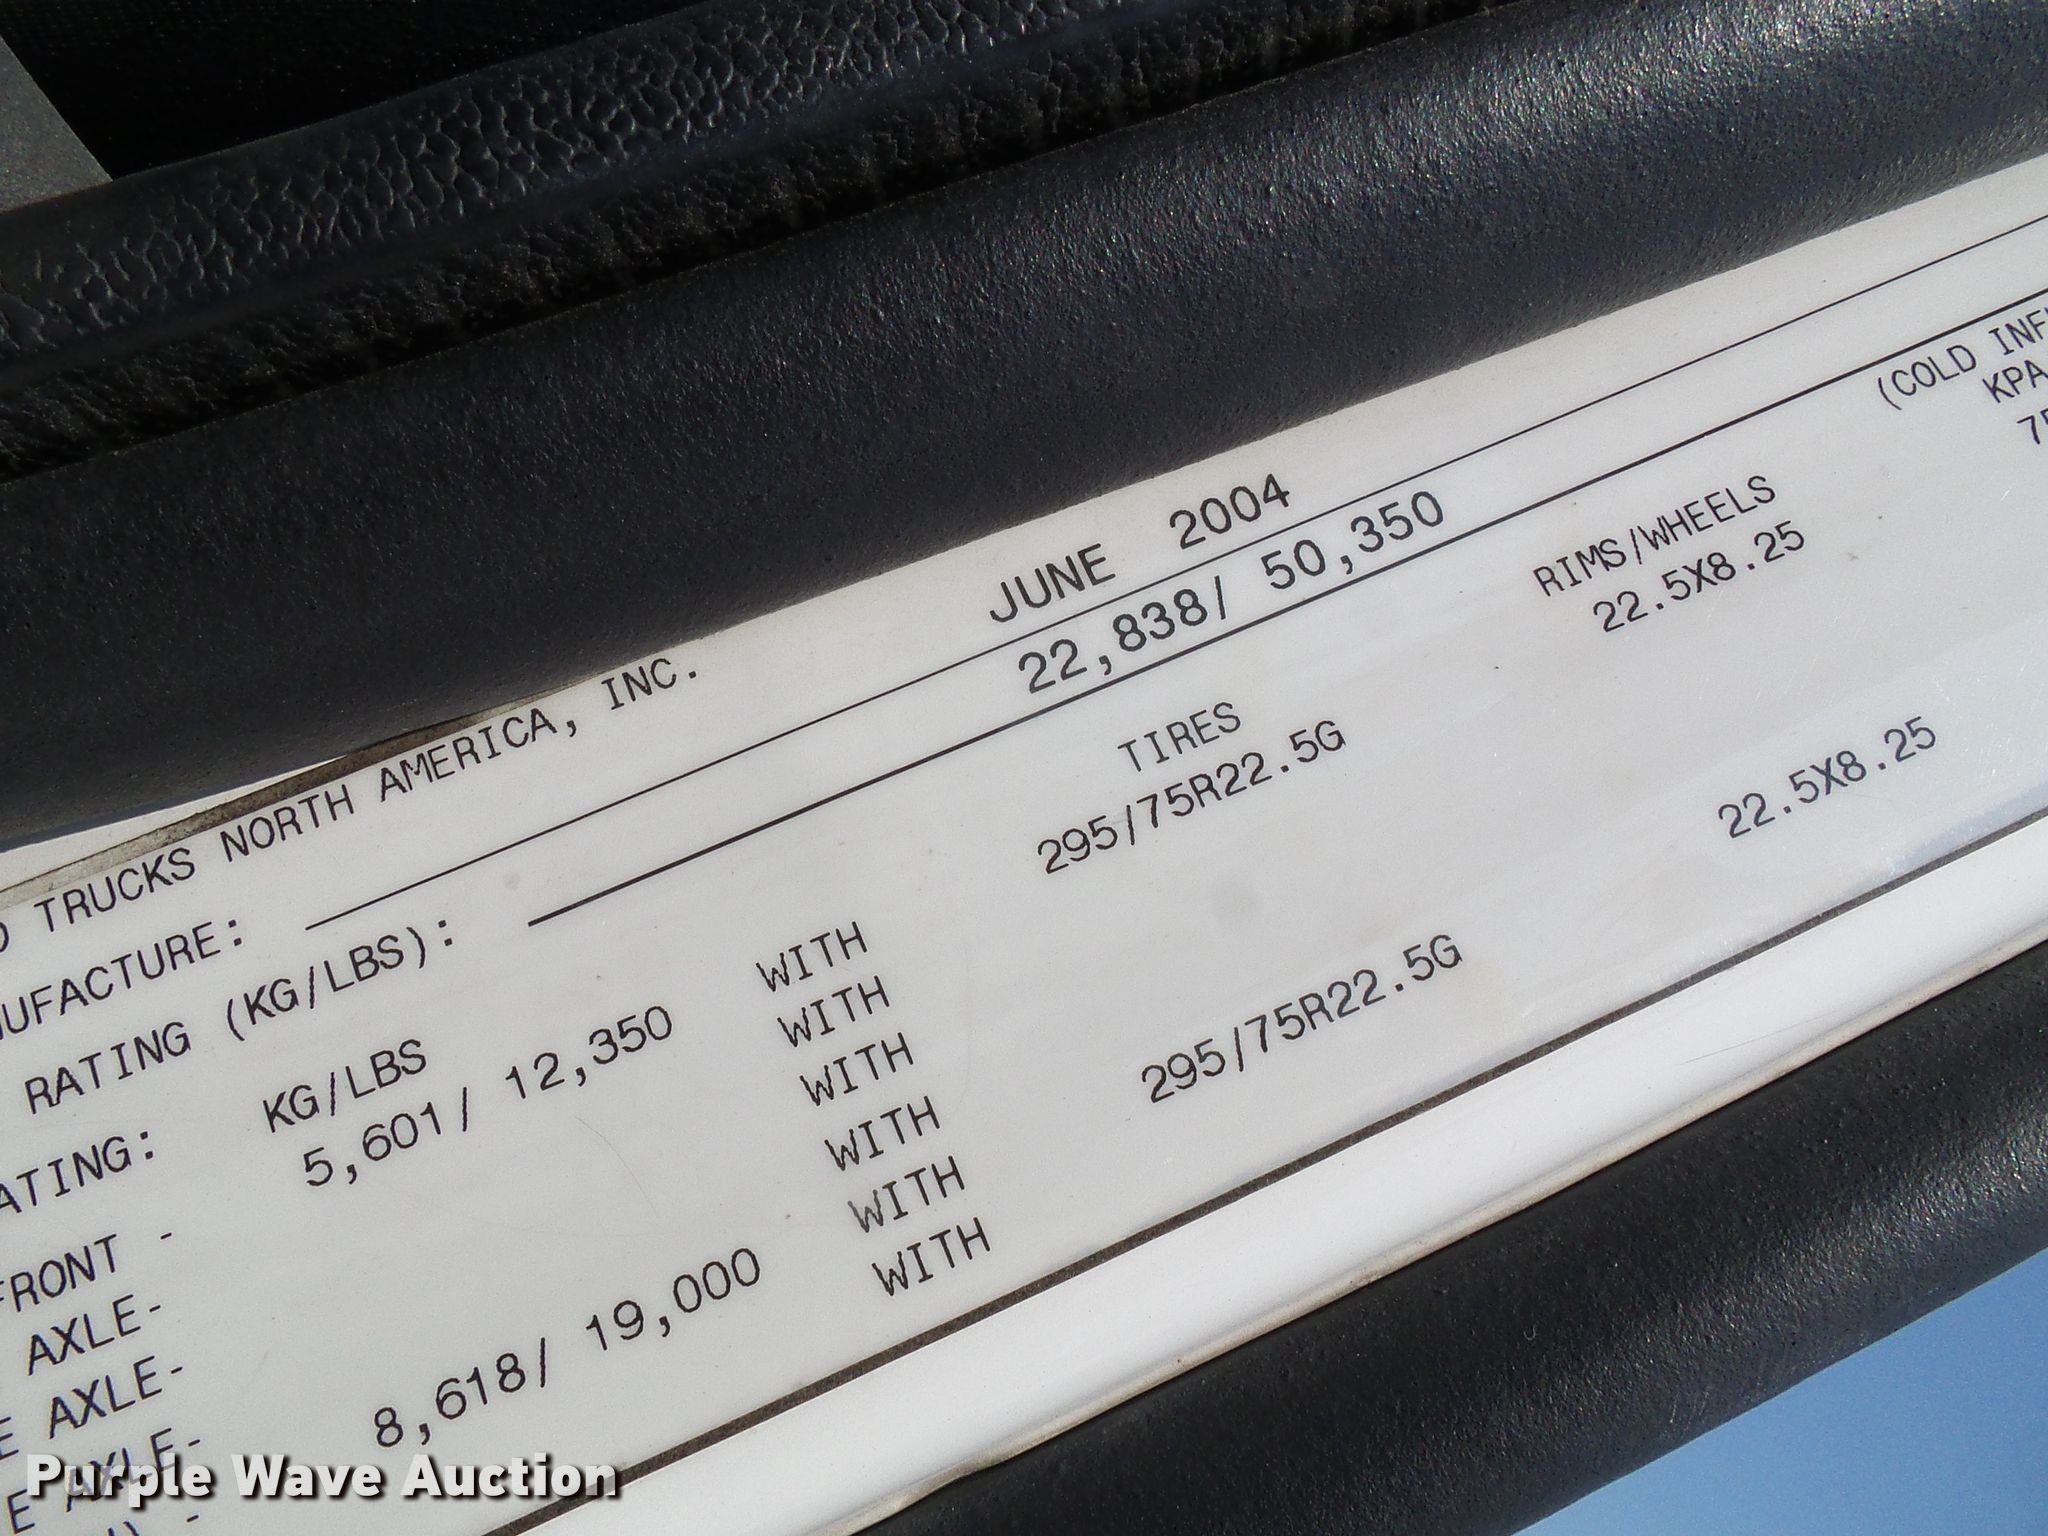 TRUCKS NORTH AMERICA, INC.
UFACTURE: JUNE 2004
RATING (KG/LBS): 22,838/ 50,350
ATING: KG/LBS TIRES RIMS/WHEELS (COLD INF
KPA
FRONT - 5,601/ 12,350 WITH 295/75R22.5G 22.5X8.25
AXLE- WITH
E AXLE- WITH
E AXLE- WITH
- 8,618/ 19,000 WITH 295/75R22.5G 22.5X8.25
WITH
Purple Wave Auction